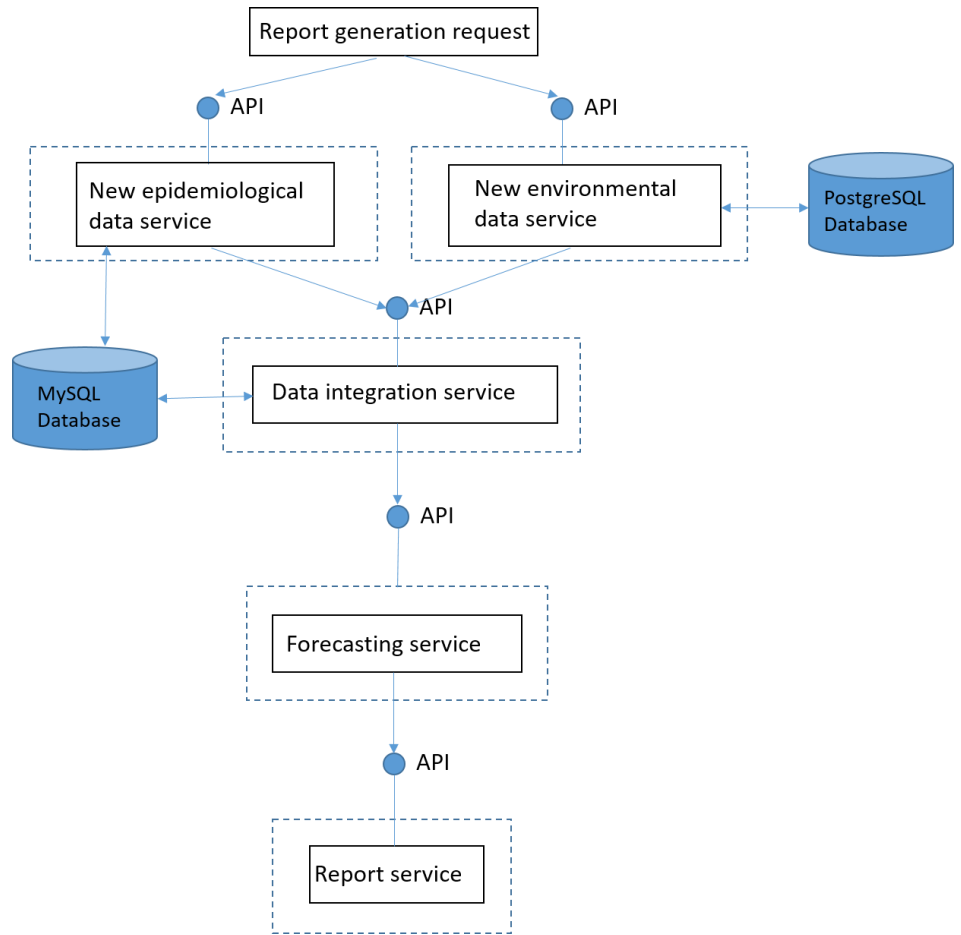 Report generation request
API
API
New epidemiological
data service
New environmental
data service
PostgreSQL
Database
API
MySQL
Database
Data integration service
API
Forecasting service
API
Report service